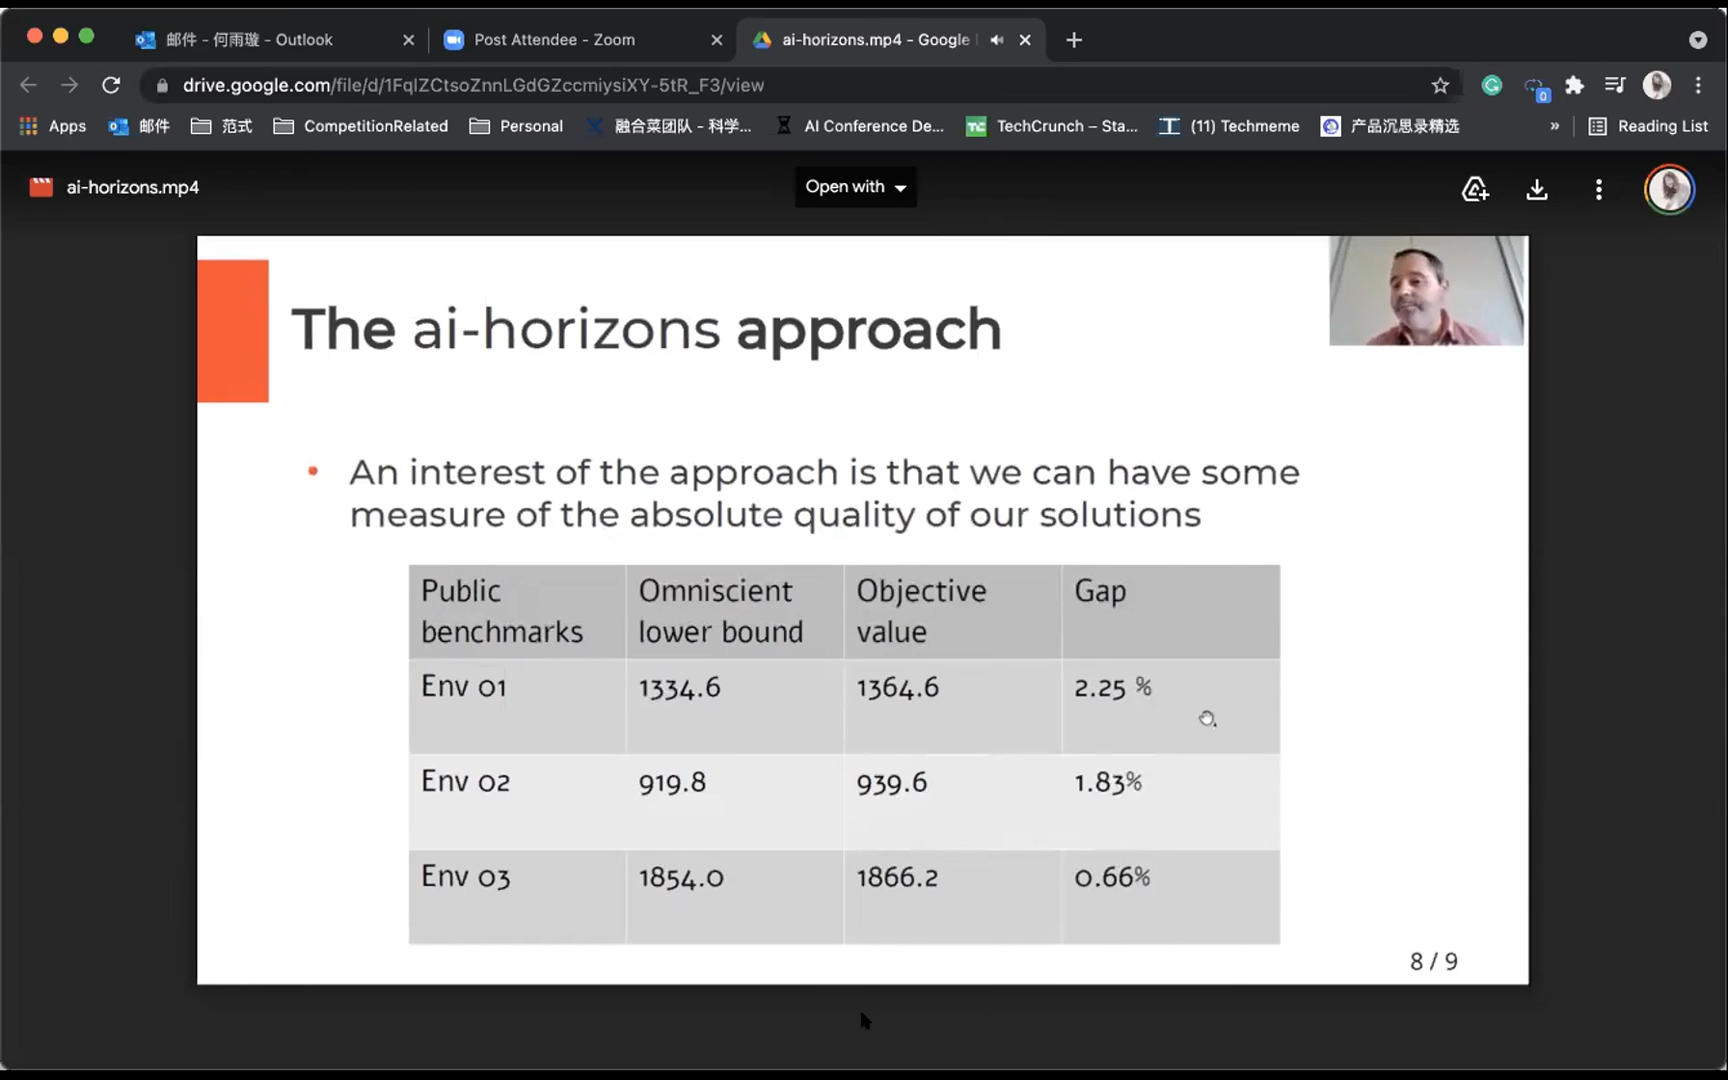 邮件 - 何雨璇 - Outlook
Post Attendee - Zoom
ai-horizons.mp4 - Google
drive.google.com/file/d/1FqlZCtsoZnnLGdGZccmiysiXY-5tR_F3/view
0
Apps
邮件
范式
CompetitionRelated
Personal
融合菜团队 - 科学...
AI Conference De...
TC
TechCrunch – Sta...
T
(11) Techmeme
产品沉思录精选
»
Reading List
ai-horizons.mp4
Open with
The ai-horizons approach
• An interest of the approach is that we can have some
measure of the absolute quality of our solutions
Public benchmarks Omniscient lower bound Objective value Gap
Env 01 1334.6 1364.6 2.25 %
Env 02 919.8 939.6 1.83%
Env 03 1854.0 1866.2 0.66%
8 / 9